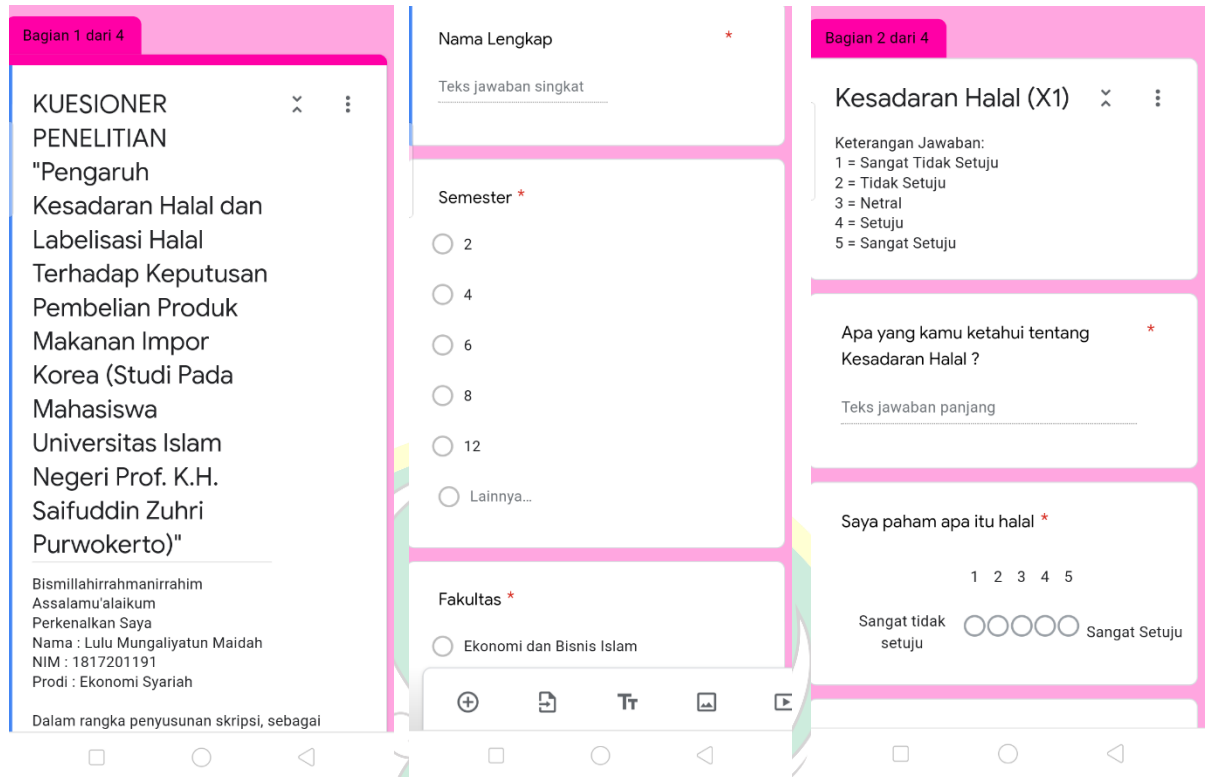 Bagian 1 dari 4
KUESIONER
PENELITIAN
"Pengaruh
Kesadaran Halal dan
Labelisasi Halal
Terhadap Keputusan
Pembelian Produk
Makanan Impor
Korea (Studi Pada
Mahasiswa
Universitas Islam
Negeri Prof. K.H.
Saifuddin Zuhri
Purwokerto)"
Bismillahirrahmanirrahim
Assalamu'alaikum
Perkenalkan Saya
Nama : Lulu Mungaliyatun Maidah
NIM : 1817201191
Prodi : Ekonomi Syariah
Dalam rangka penyusunan skripsi, sebagai
Nama Lengkap *
Teks jawaban singkat
Semester *
2
4
6
8
12
Lainnya...
Fakultas *
Ekonomi dan Bisnis Islam
Bagian 2 dari 4
Kesadaran Halal (X1)
Keterangan Jawaban:
1 = Sangat Tidak Setuju
2 = Tidak Setuju
3 = Netral
4 = Setuju
5 = Sangat Setuju
Apa yang kamu ketahui tentang *
Kesadaran Halal ?
Teks jawaban panjang
Saya paham apa itu halal *
1 2 3 4 5
Sangat tidak
setuju
Sangat Setuju